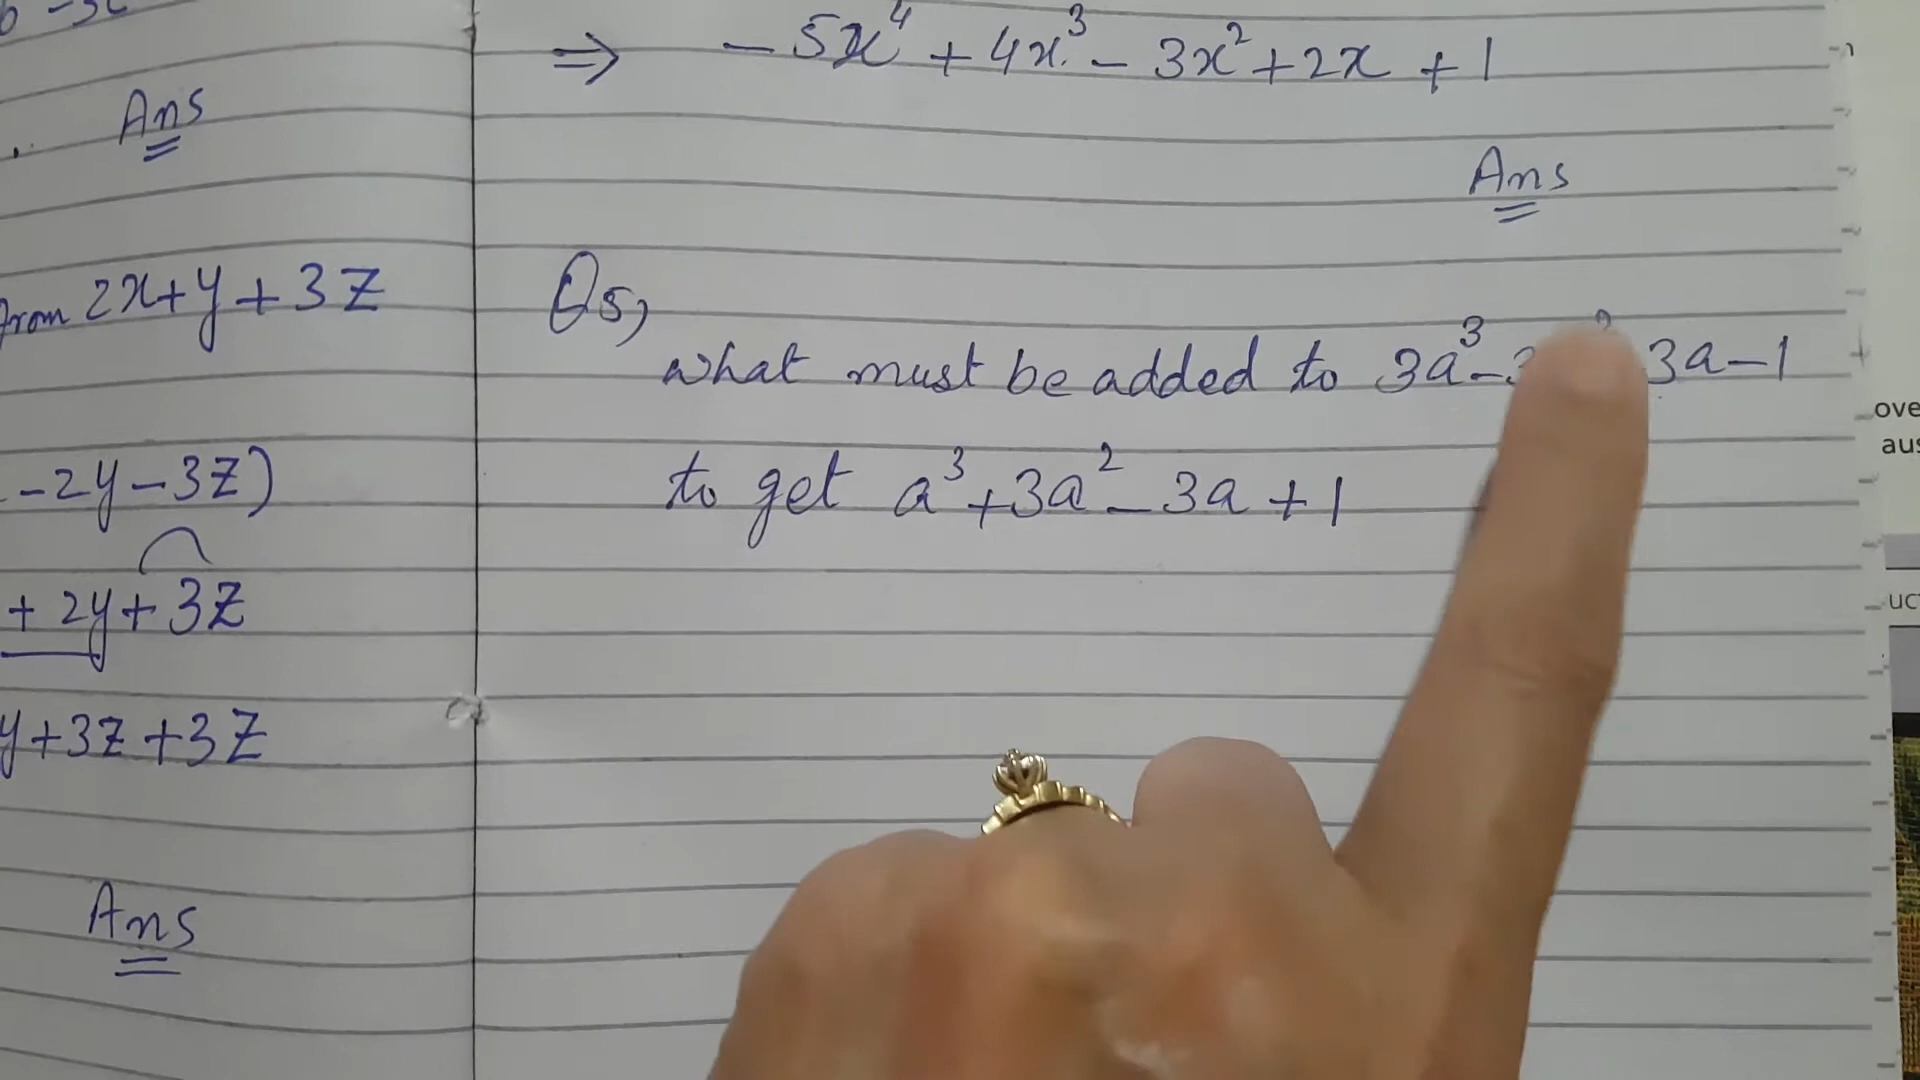 Ans
from 2x+y+3z
-2y-3z)
+2y+3z
y+3z+3z
Ans
⇒ -5x⁴+4x³-3x²+2x+1
Ans
Q5,
what must be added to 3a³- 3a-1
to get a³+3a²-3a+1
ove
aus
uct